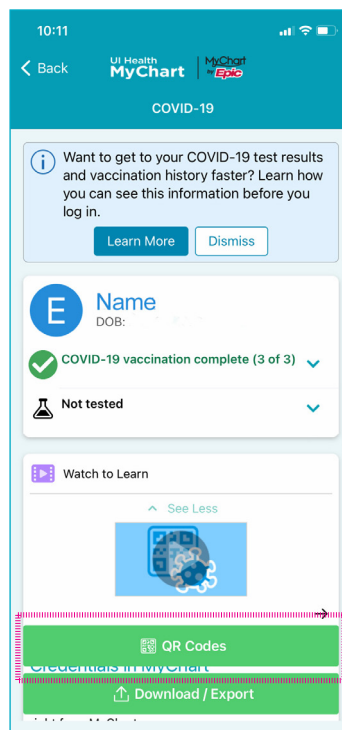 10:11
Back
UI Health
MyChart
MyChart
by Epic
COVID-19
Want to get to your COVID-19 test results
and vaccination history faster? Learn how
you can see this information before you
log in.
Learn More
Dismiss
E
Name
DOB:
COVID-19 vaccination complete (3 of 3)
Not tested
Watch to Learn
See Less
QR Codes
Credentials in MyChart
Download / Export